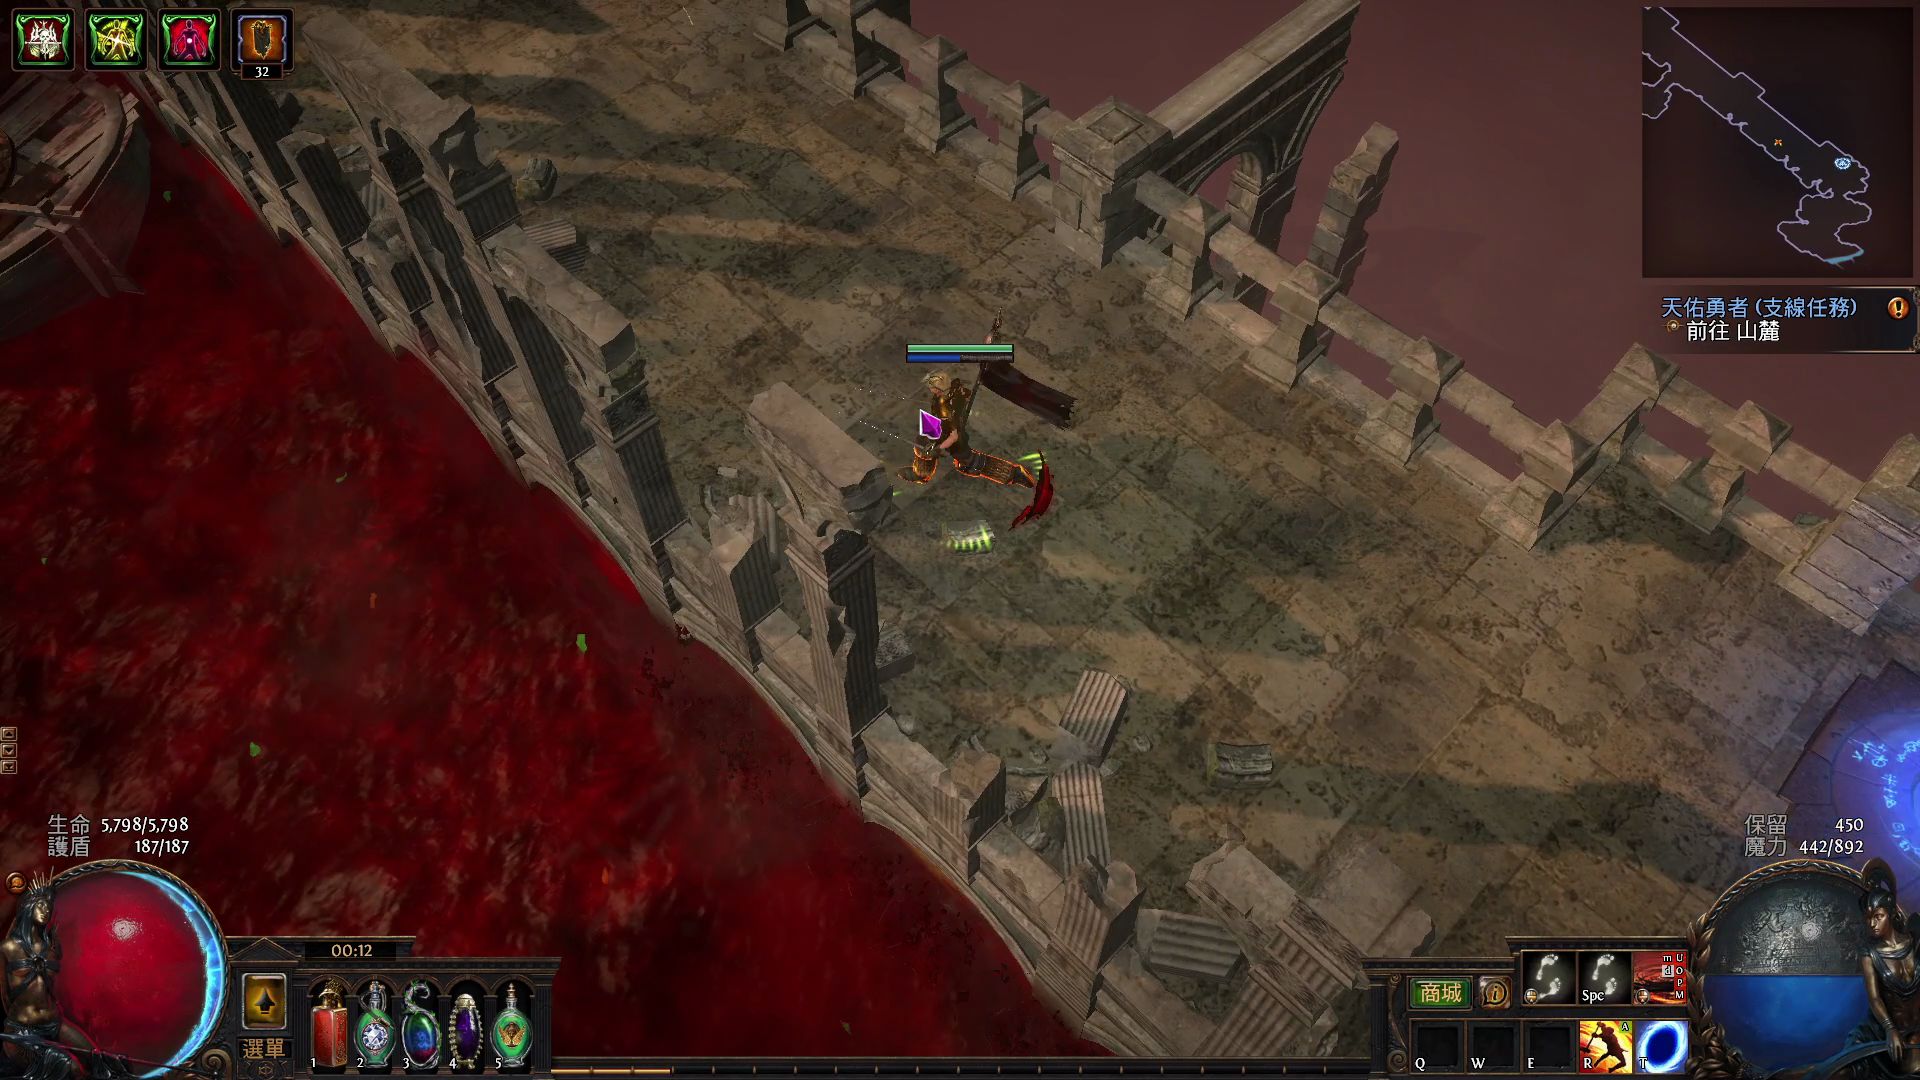 32
天佑勇者 (支線任務)
前往 山麓
生命 5,798/5,798
護盾 187/187
保留 450
魔力 442/892
00:12
選單
1
2
3
4
5
商城
Spc
m U
d O
P
M
Q
W
E
R
A
T